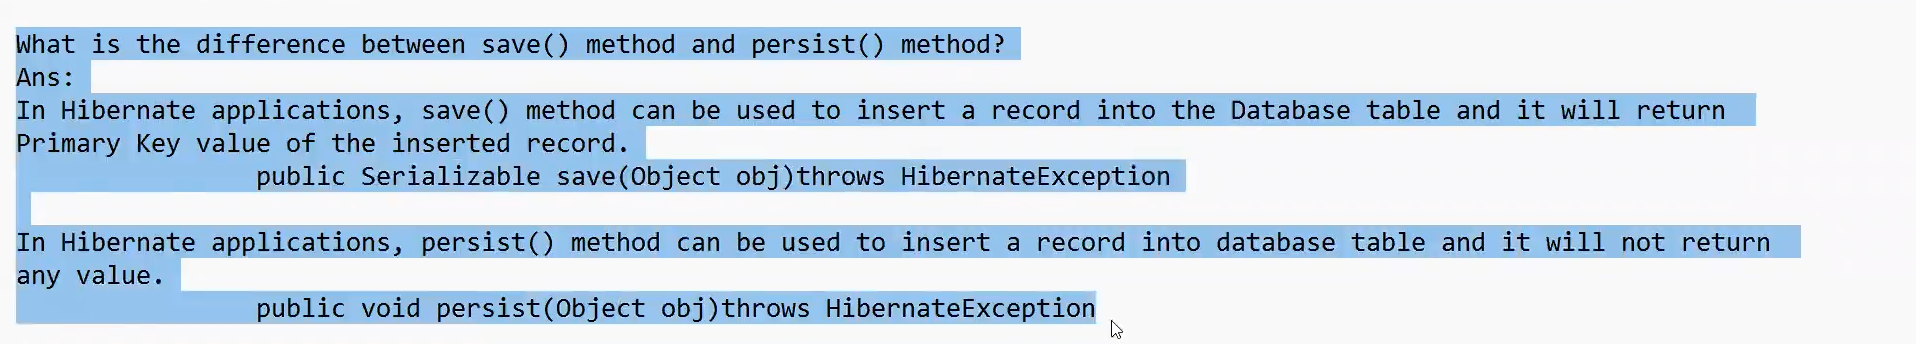 What is the difference between save() method and persist() method?
Ans:
In Hibernate applications, save() method can be used to insert a record into the Database table and it will return
Primary Key value of the inserted record.
public Serializable save(Object obj)throws HibernateException
In Hibernate applications, persist() method can be used to insert a record into database table and it will not return
any value.
public void persist(Object obj)throws HibernateException